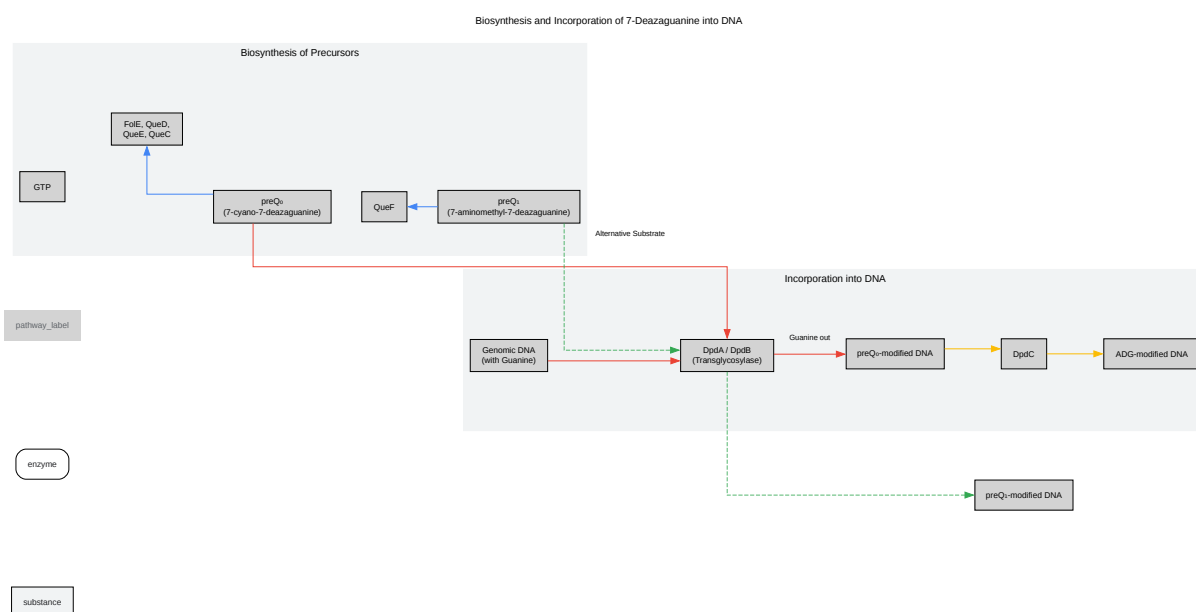 Biosynthesis and Incorporation of 7-Deazaguanine into DNA
Biosynthesis of Precursors
FolE, QueD,
QueE, QueC
GTP
preQ₀
(7-cyano-7-deazaguanine)
QueF
preQ₁
(7-aminomethyl-7-deazaguanine)
Alternative Substrate
Incorporation into DNA
pathway_label
Genomic DNA
(with Guanine)
DpdA / DpdB
(Transglycosylase)
Guanine out
preQ₀-modified DNA
DpdC
ADG-modified DNA
enzyme
preQ₁-modified DNA
substance